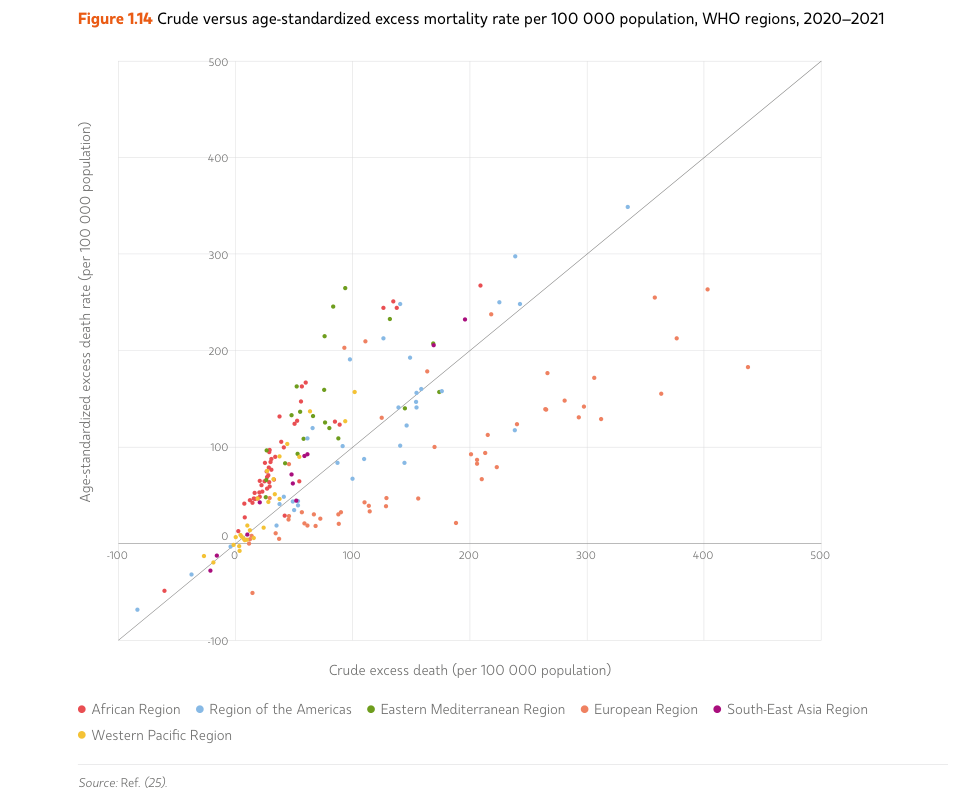 Figure 1.14 Crude versus age-standardized excess mortality rate per 100 000 population, WHO regions, 2020–2021
Age-standardized excess death rate (per 100 000 population)
500
400
300
200
100
0
-100
-100
0
100
200
300
400
500
Crude excess death (per 100 000 population)
African Region
Region of the Americas
Eastern Mediterranean Region
European Region
South-East Asia Region
Western Pacific Region
Source: Ref. (25).